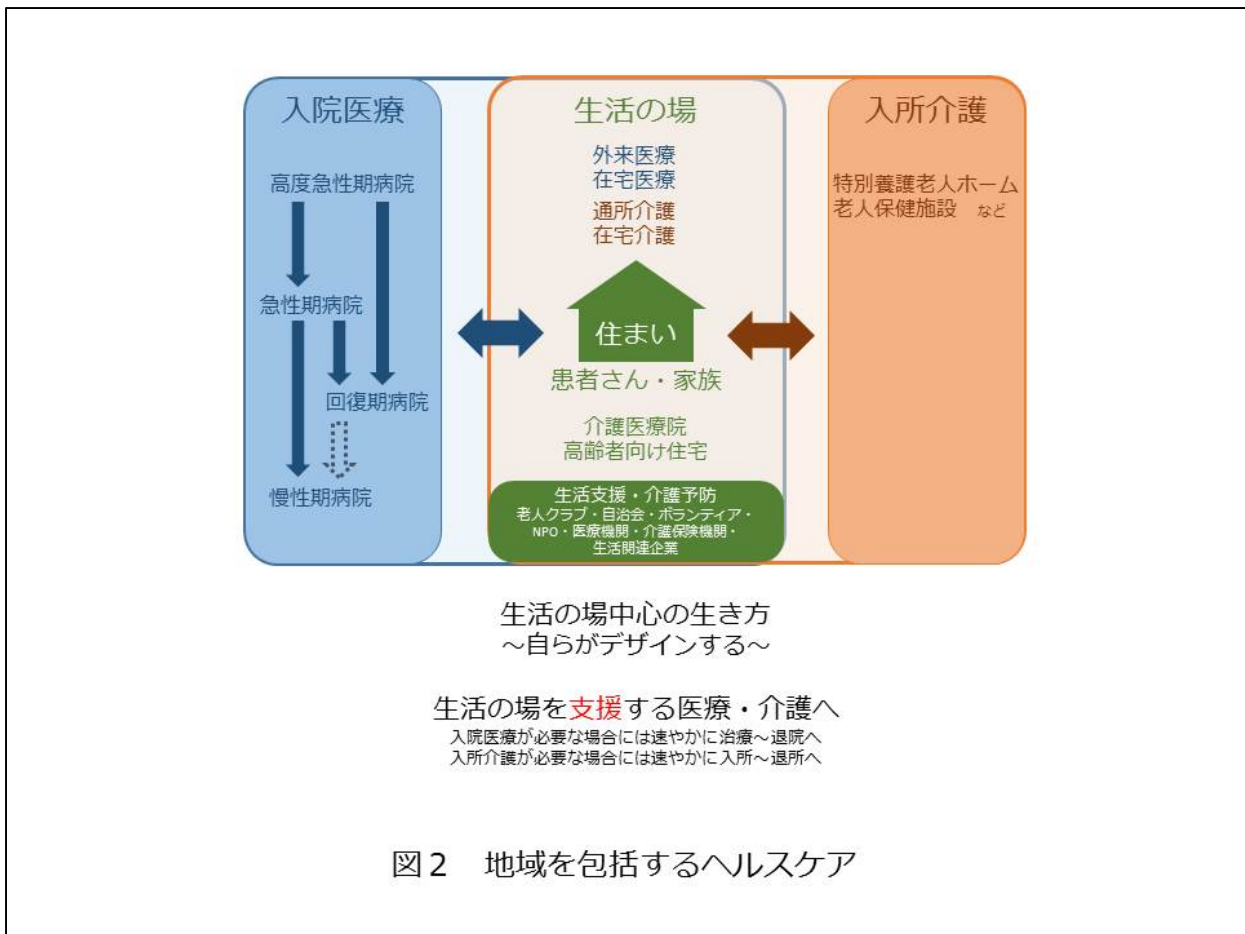 入院医療
高度急性期病院
急性期病院
回復期病院
慢性期病院
生活の場
外来医療
在宅医療
通所介護
在宅介護
住まい
患者さん・家族
介護医療院
高齢者向け住宅
生活支援・介護予防
老人クラブ・自治会・ボランティア・
NPO・医療機関・介護保険機関・
生活関連企業
入所介護
特別養護老人ホーム
老人保健施設 など
生活の場中心の生き方
~自らがデザインする~
生活の場を支援する医療・介護へ
入院医療が必要な場合には速やかに治療~退院へ
入所介護が必要な場合には速やかに入所~退所へ
図2 地域を包括するヘルスケア